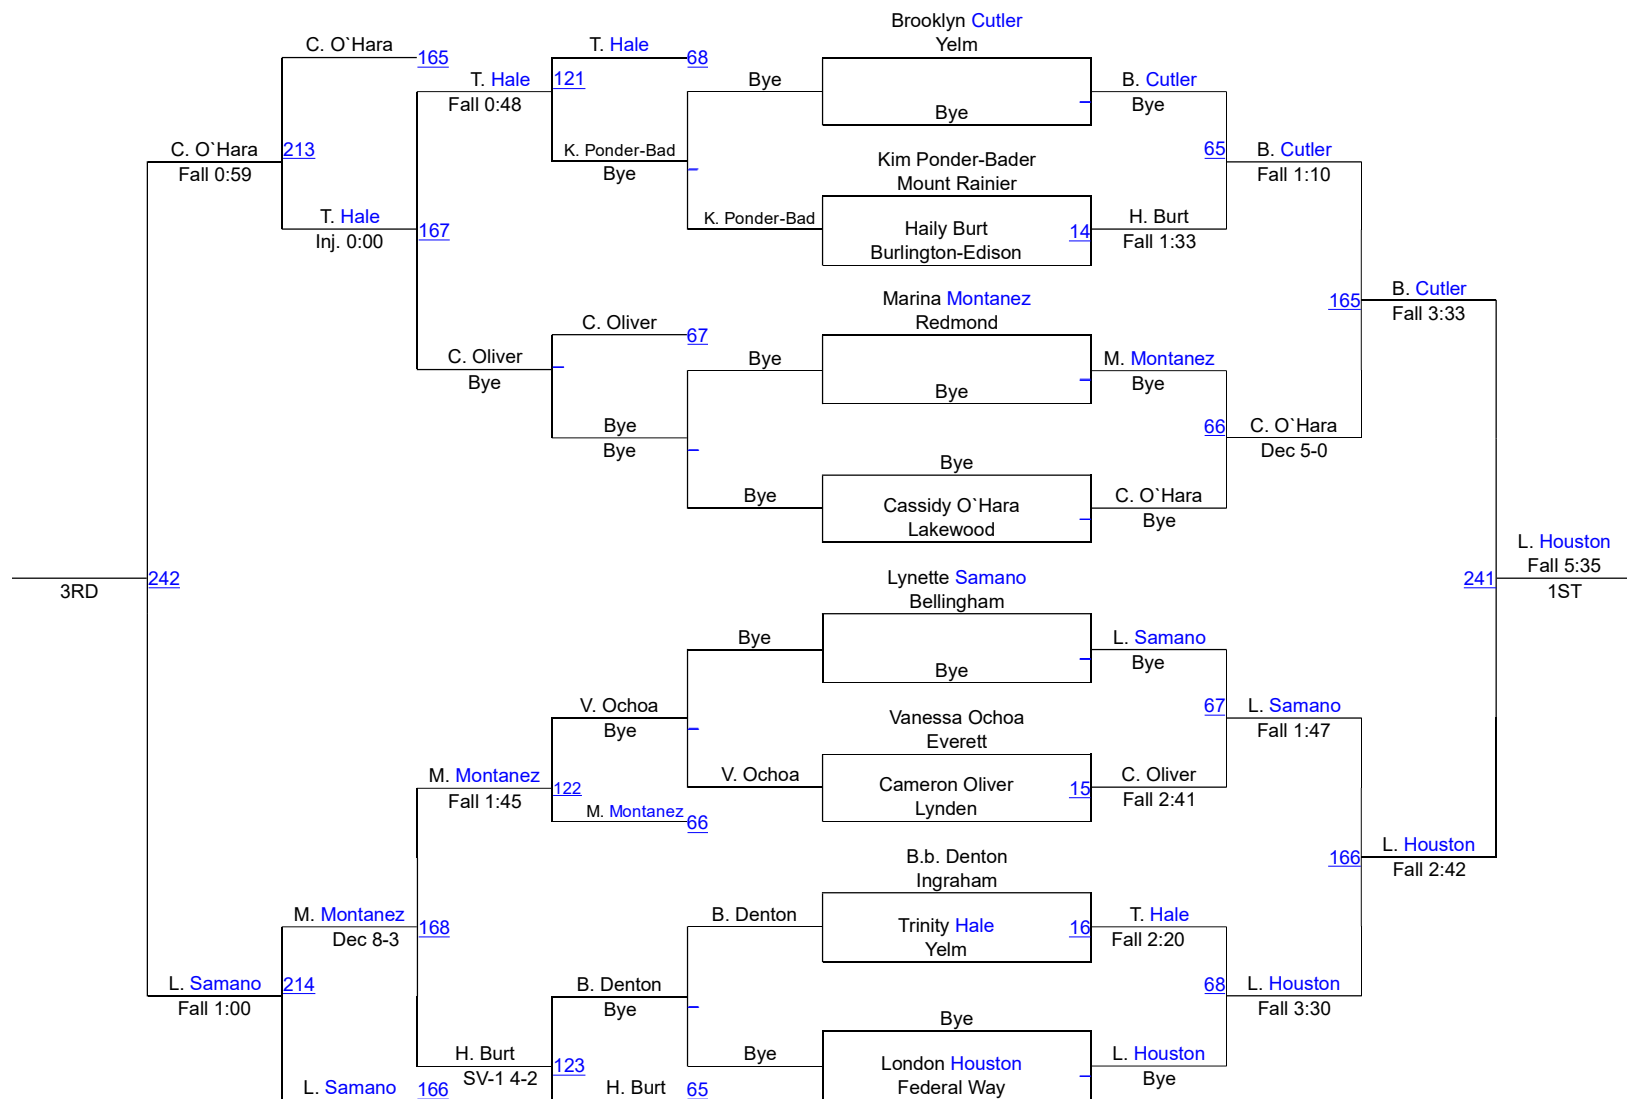 Brooklyn Cutler
C. O`Hara
T. Hale
Yelm
165
68
T. Hale
121
Bye
B. Cutler
Fall 0:48
Bye
Bye
C. O`Hara
213
K. Ponder-Bad
65
B. Cutler
Fall 0:59
Bye
Kim Ponder-Bader
Fall 1:10
Mount Rainier
T. Hale
K. Ponder-Bad
H. Burt
Inj. 0:00
167
Haily Burt
14
Fall 1:33
Burlington-Edison
Marina Montanez
165
B. Cutler
C. Oliver
67
Redmond
Fall 3:33
C. Oliver
Bye
M. Montanez
Bye
Bye
Bye
Bye
66
C. O`Hara
Bye
Dec 5-0
Bye
Bye
Cassidy O`Hara
C. O`Hara
Lakewood
Bye
L. Houston
242
Lynette Samano
241
Fall 5:35
3RD
Bellingham
1ST
Bye
L. Samano
Bye
Bye
V. Ochoa
67
L. Samano
Bye
Vanessa Ochoa
Fall 1:47
Everett
M. Montanez
V. Ochoa
C. Oliver
Fall 1:45
122
Cameron Oliver
15
Fall 2:41
M. Montanez
66
Lynden
B.b. Denton
166
L. Houston
Ingraham
Fall 2:42
M. Montanez
B. Denton
T. Hale
Dec 8-3
168
Trinity Hale
16
Fall 2:20
Yelm
L. Samano
214
B. Denton
68
L. Houston
Fall 1:00
Bye
Bye
Fall 3:30
H. Burt
Bye
L. Houston
SV-1 4-2
123
London Houston
Bye
L. Samano
166
H. Burt
65
Federal Way